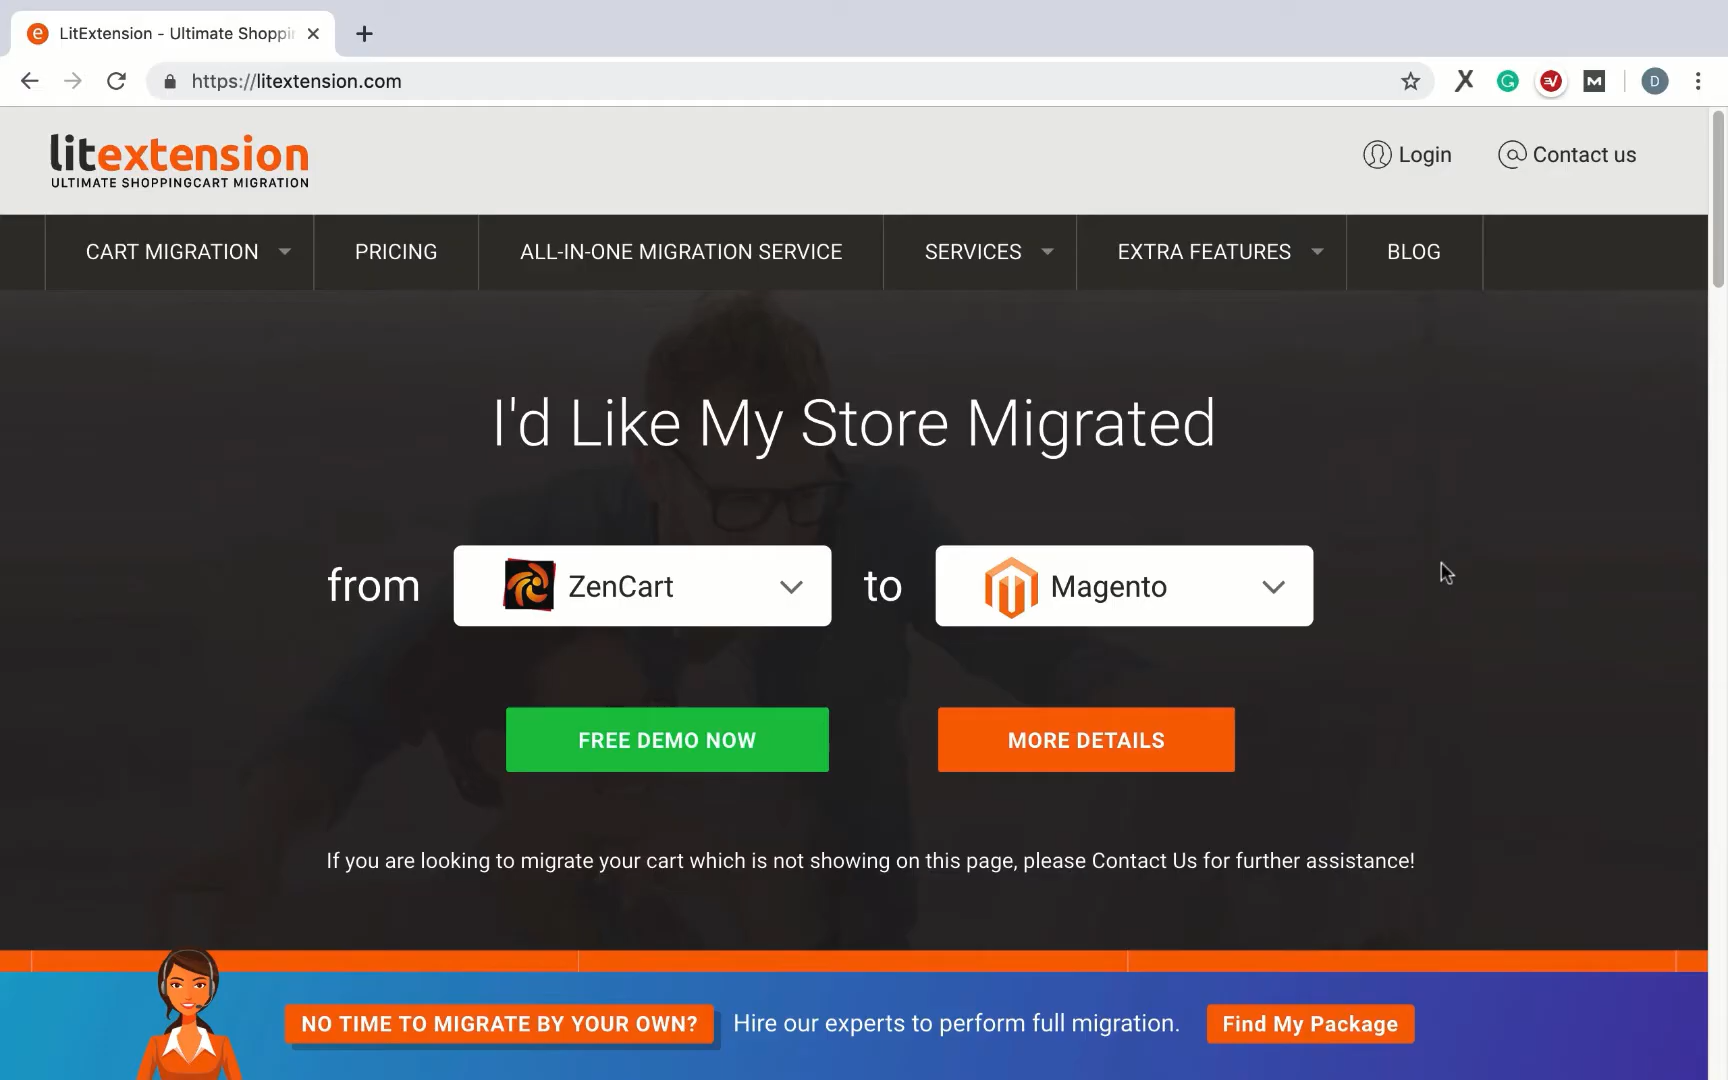 LitExtension - Ultimate Shoppi
https://litextension.com
D
litextension
ULTIMATE SHOPPINGCART MIGRATION
Login
Contact us
CART MIGRATION
PRICING
ALL-IN-ONE MIGRATION SERVICE
SERVICES
EXTRA FEATURES
BLOG
I'd Like My Store Migrated
from
ZenCart
to
Magento
FREE DEMO NOW
MORE DETAILS
If you are looking to migrate your cart which is not showing on this page, please Contact Us for further assistance!
NO TIME TO MIGRATE BY YOUR OWN?
Hire our experts to perform full migration.
Find My Package